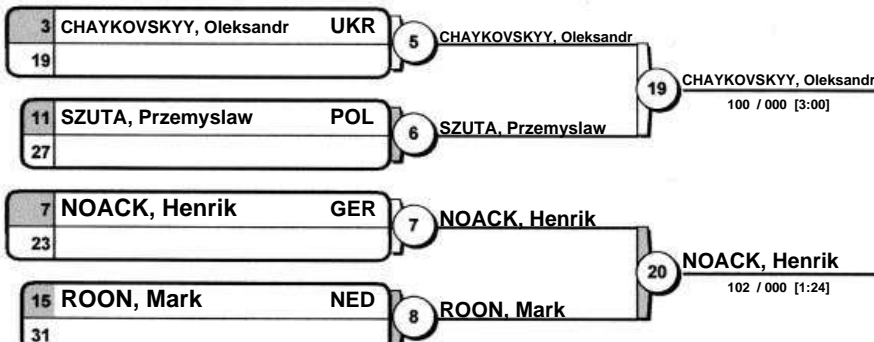 3 CHAYKOVSKYY, Oleksandr UKR
19
5 CHAYKOVSKYY, Oleksandr
11 SZUTA, Przemyslaw POL
27
6 SZUTA, Przemyslaw
19 CHAYKOVSKYY, Oleksandr
100 / 000 [3:00]
7 NOACK, Henrik GER
23
7 NOACK, Henrik
15 ROON, Mark NED
31
8 ROON, Mark
20 NOACK, Henrik
102 / 000 [1:24]